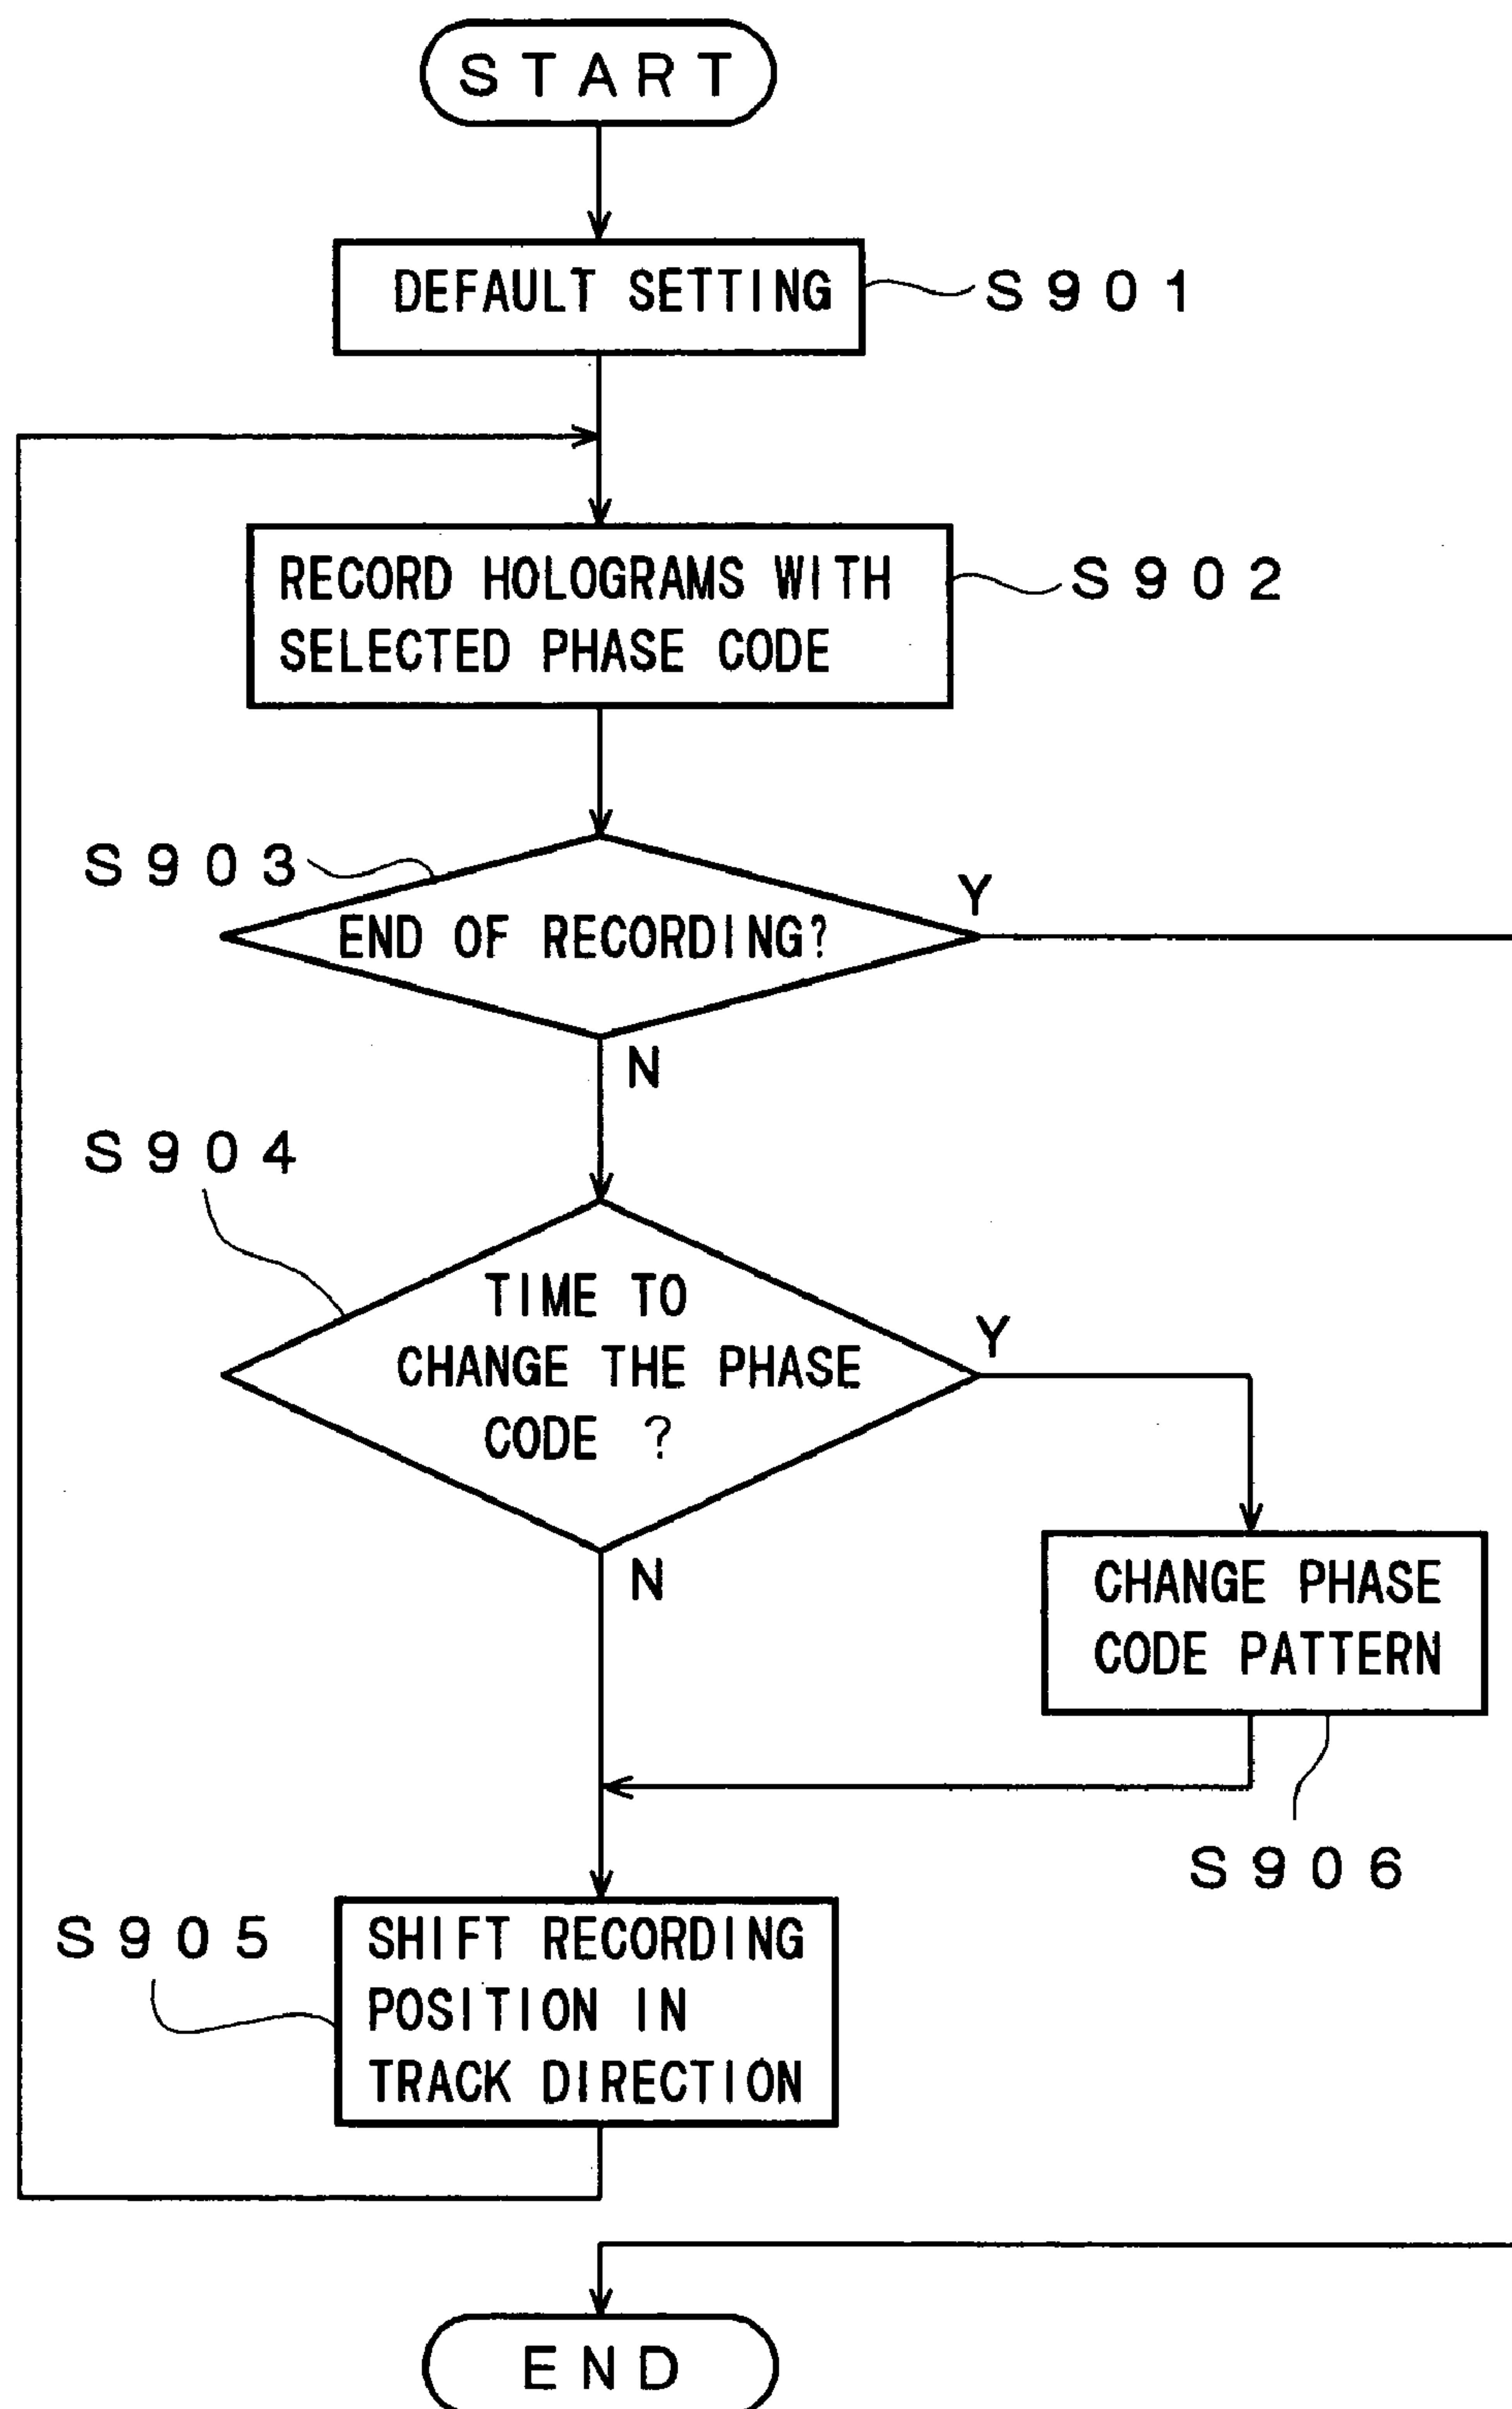 START
DEFAULT SETTING
S901
RECORD HOLOGRAMS WITH
SELECTED PHASE CODE
S902
S903
END OF RECORDING?
Y
N
S904
TIME TO
CHANGE THE PHASE
CODE ?
Y
N
CHANGE PHASE
CODE PATTERN
S906
S905
SHIFT RECORDING
POSITION IN
TRACK DIRECTION
END